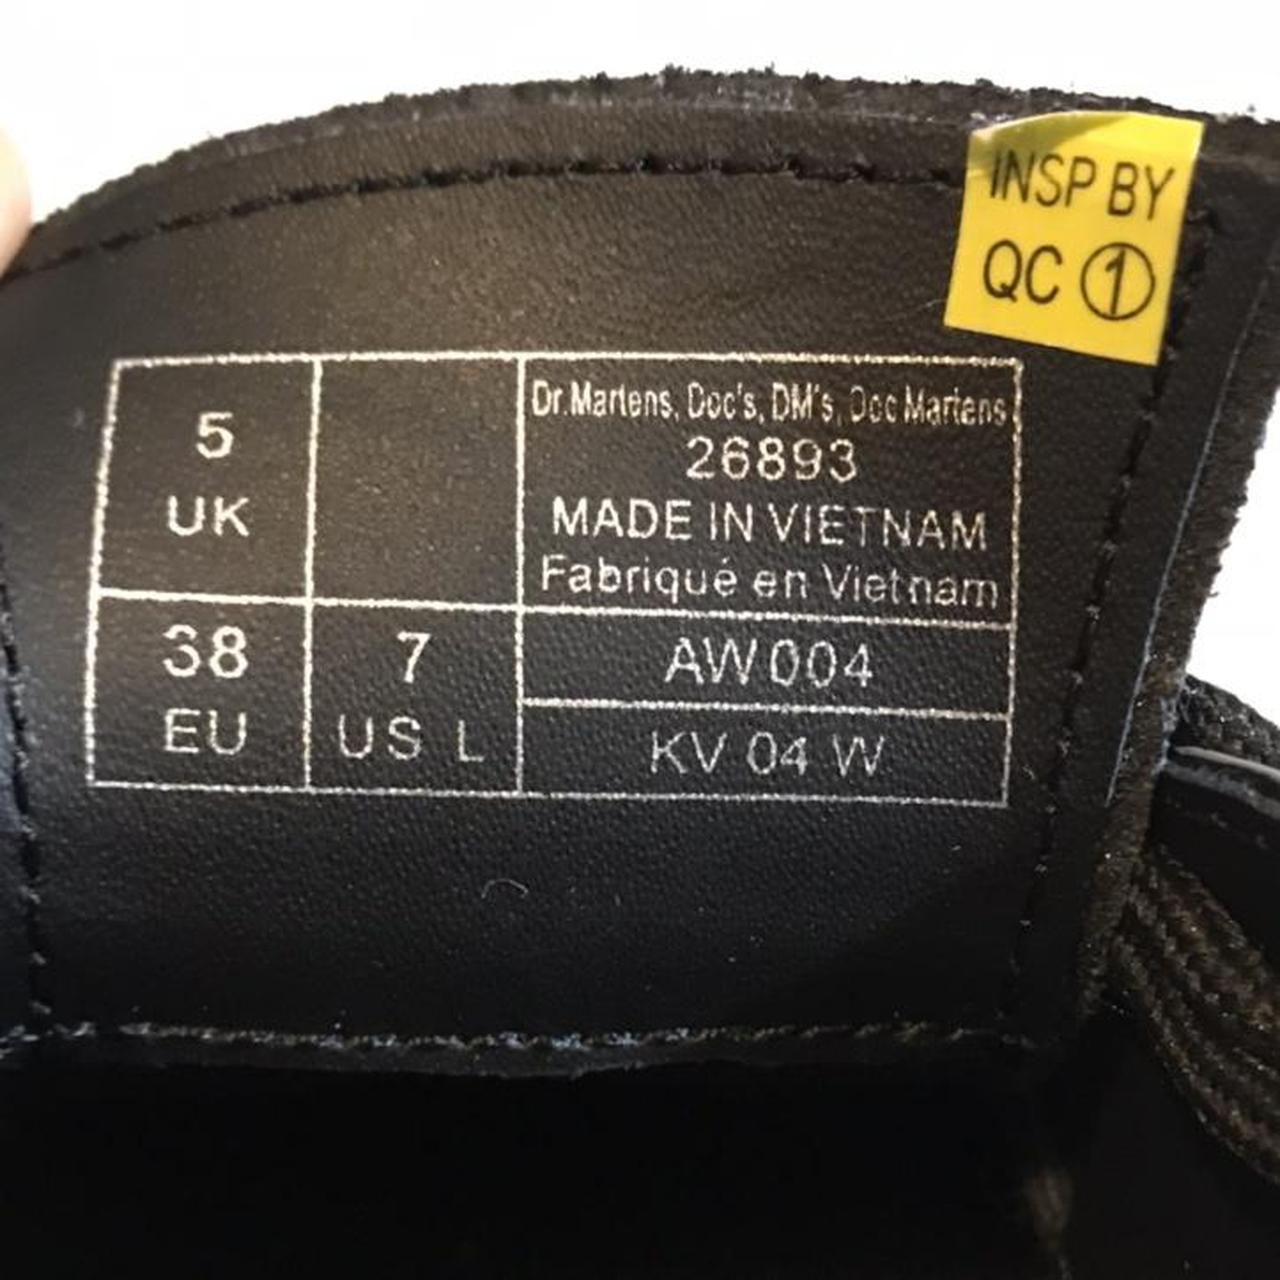 INSP BY
QC ①
5
UK
38
EU
7
US L
Dr.Martens, Doc's, DM's, Doc Martens
26893
MADE IN VIETNAM
Fabriqué en Vietnam
AW004
KV 04 W